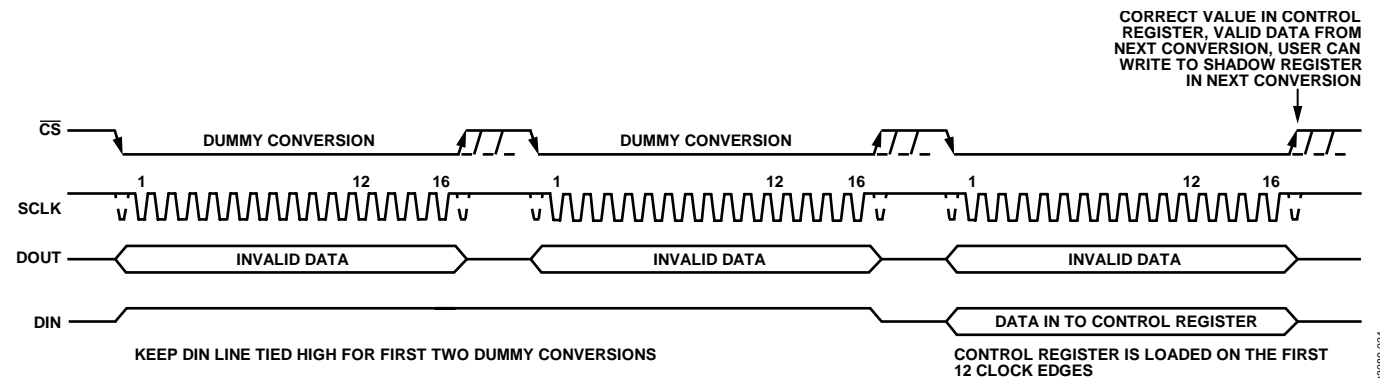 CORRECT VALUE IN CONTROL
REGISTER, VALID DATA FROM
NEXT CONVERSION, USER CAN
WRITE TO SHADOW REGISTER
IN NEXT CONVERSION
CS
DUMMY CONVERSION
DUMMY CONVERSION
1 12 16 1 12 16 1 12 16
SCLK
DOUT
INVALID DATA
INVALID DATA
INVALID DATA
DIN
DATA IN TO CONTROL REGISTER
KEEP DIN LINE TIED HIGH FOR FIRST TWO DUMMY CONVERSIONS
CONTROL REGISTER IS LOADED ON THE FIRST
12 CLOCK EDGES